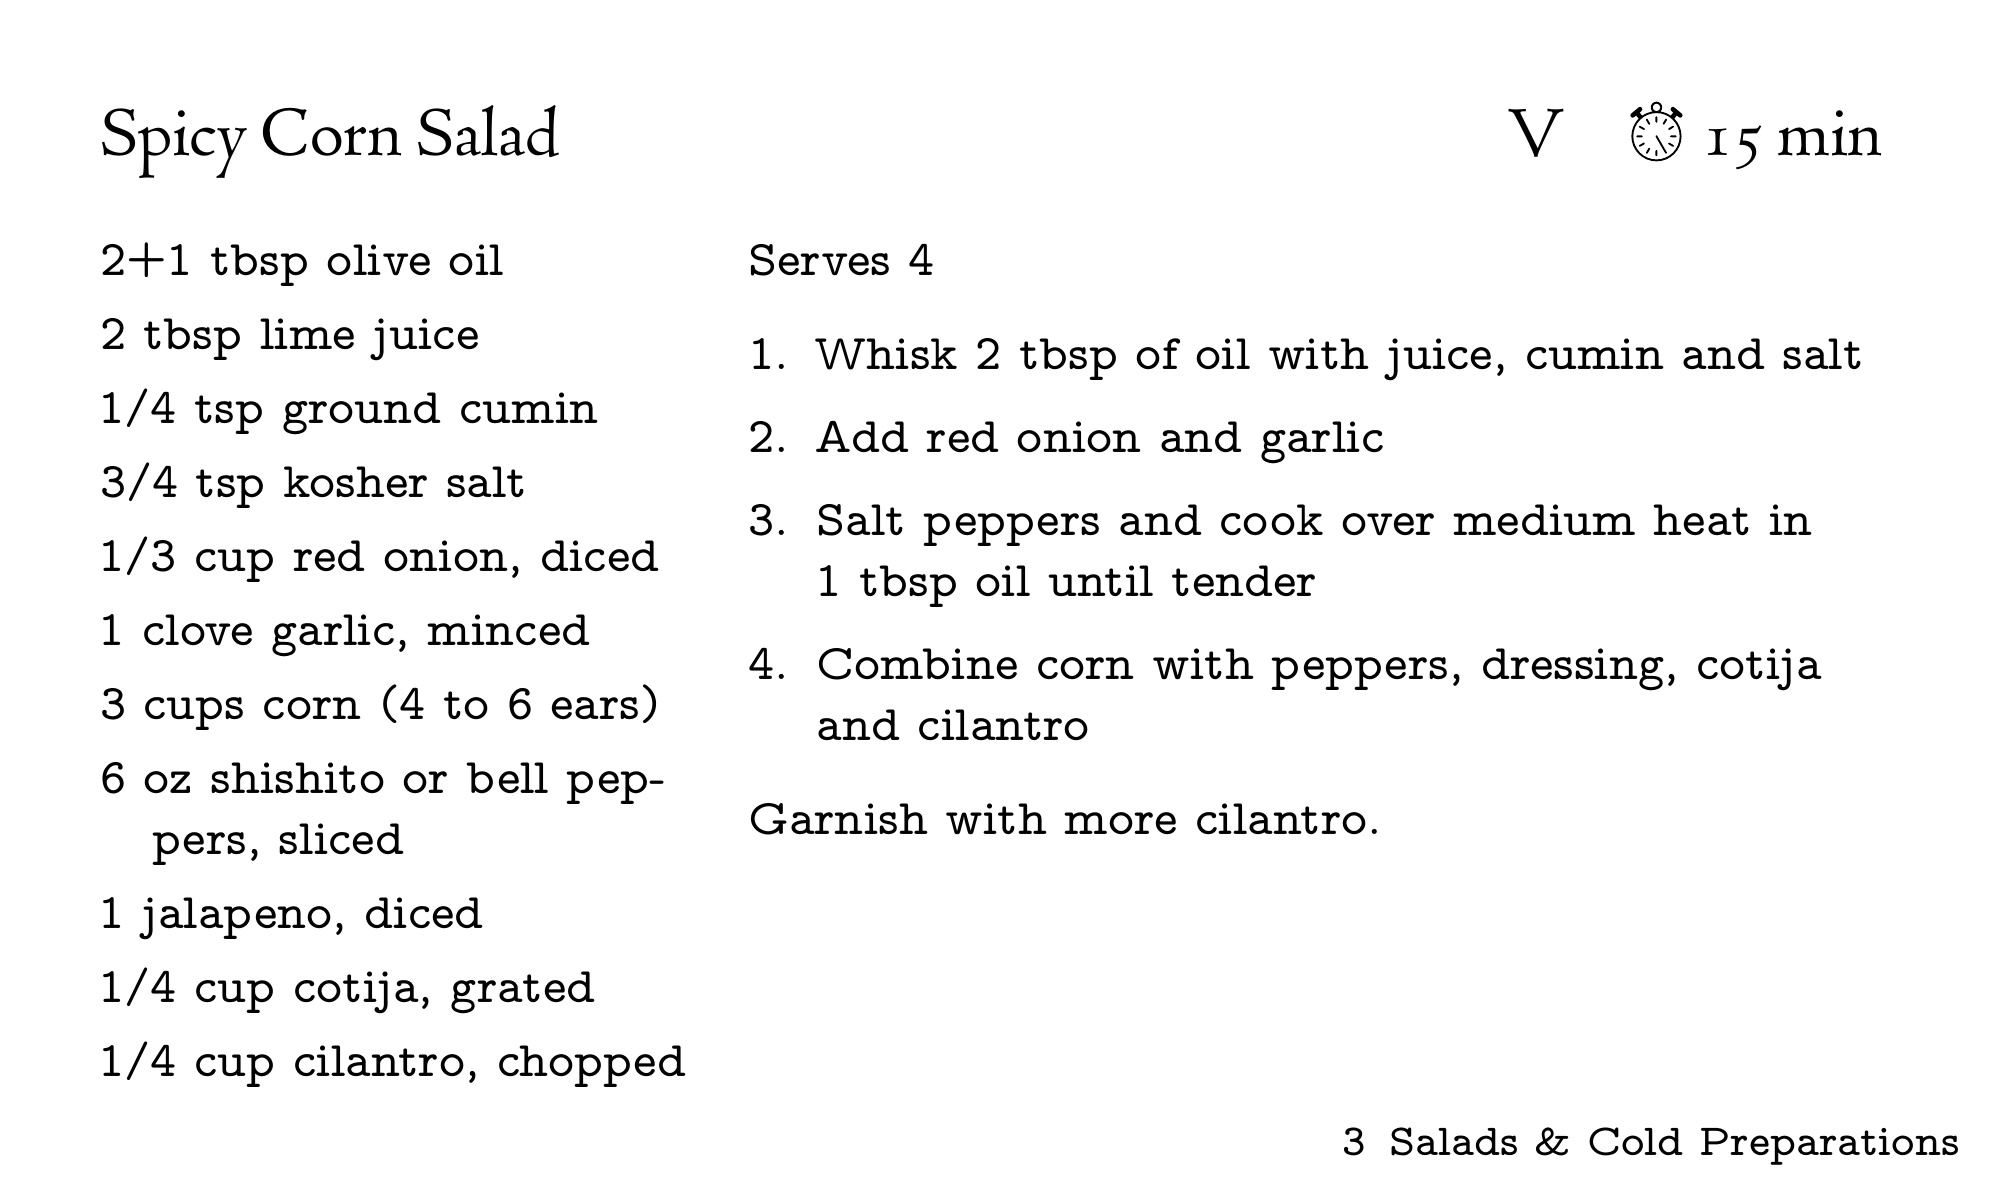 Spicy Corn Salad
V 15 min
2+1 tbsp olive oil
2 tbsp lime juice
1/4 tsp ground cumin
3/4 tsp kosher salt
1/3 cup red onion, diced
1 clove garlic, minced
3 cups corn (4 to 6 ears)
6 oz shishito or bell pep-
pers, sliced
1 jalapeno, diced
1/4 cup cotija, grated
1/4 cup cilantro, chopped
Serves 4
1. Whisk 2 tbsp of oil with juice, cumin and salt
2. Add red onion and garlic
3. Salt peppers and cook over medium heat in
1 tbsp oil until tender
4. Combine corn with peppers, dressing, cotija
and cilantro
Garnish with more cilantro.
3 Salads & Cold Preparations